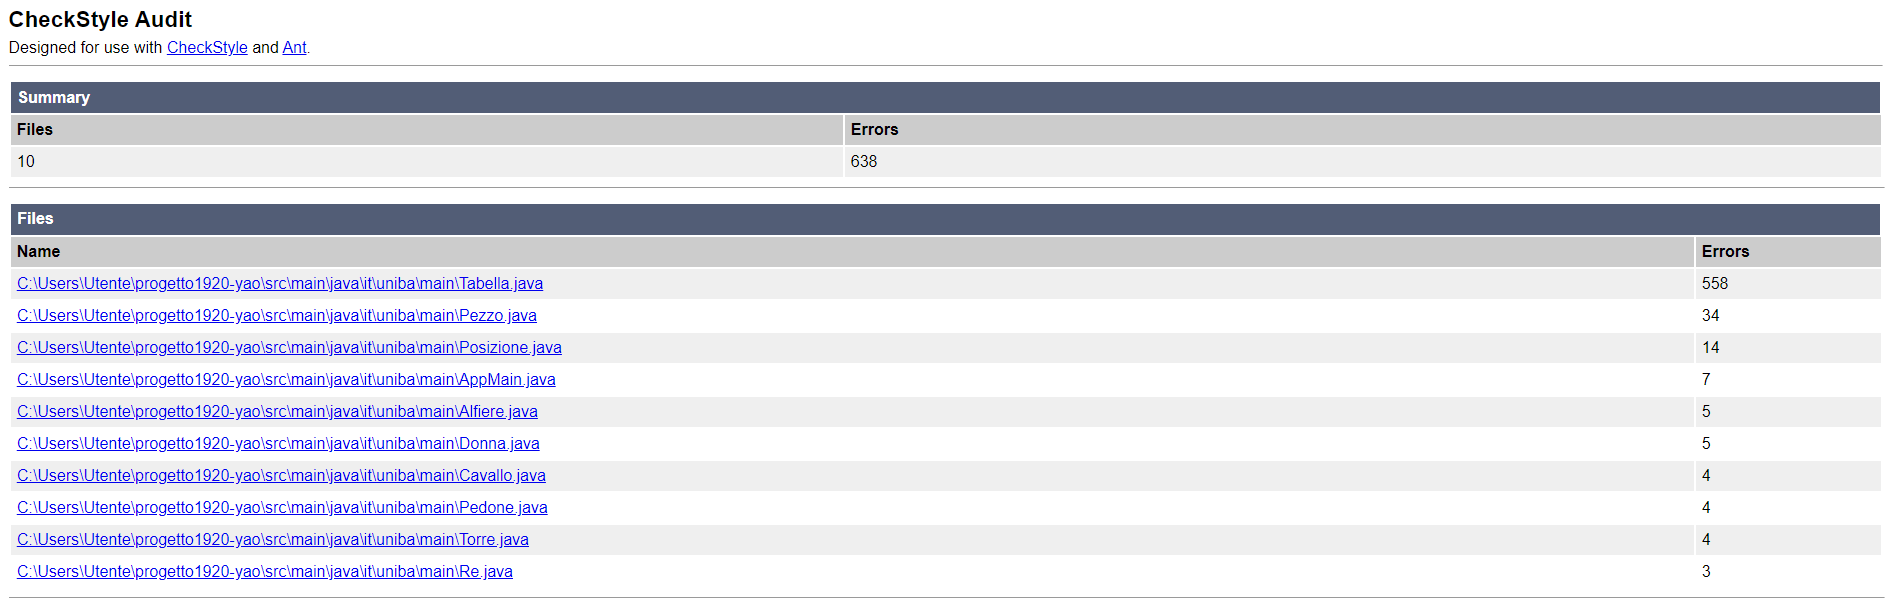 CheckStyle Audit
Designed for use with CheckStyle and Ant.
Summary
Files Errors
10 638
Files
Name Errors
C:\Users\Utente\progetto1920-yao\src\main\java\it\uniba\main\Tabella.java 558
C:\Users\Utente\progetto1920-yao\src\main\java\it\uniba\main\Pezzo.java 34
C:\Users\Utente\progetto1920-yao\src\main\java\it\uniba\main\Posizione.java 14
C:\Users\Utente\progetto1920-yao\src\main\java\it\uniba\main\AppMain.java 7
C:\Users\Utente\progetto1920-yao\src\main\java\it\uniba\main\Alfiere.java 5
C:\Users\Utente\progetto1920-yao\src\main\java\it\uniba\main\Donna.java 5
C:\Users\Utente\progetto1920-yao\src\main\java\it\uniba\main\Cavallo.java 4
C:\Users\Utente\progetto1920-yao\src\main\java\it\uniba\main\Pedone.java 4
C:\Users\Utente\progetto1920-yao\src\main\java\it\uniba\main\Torre.java 4
C:\Users\Utente\progetto1920-yao\src\main\java\it\uniba\main\Re.java 3